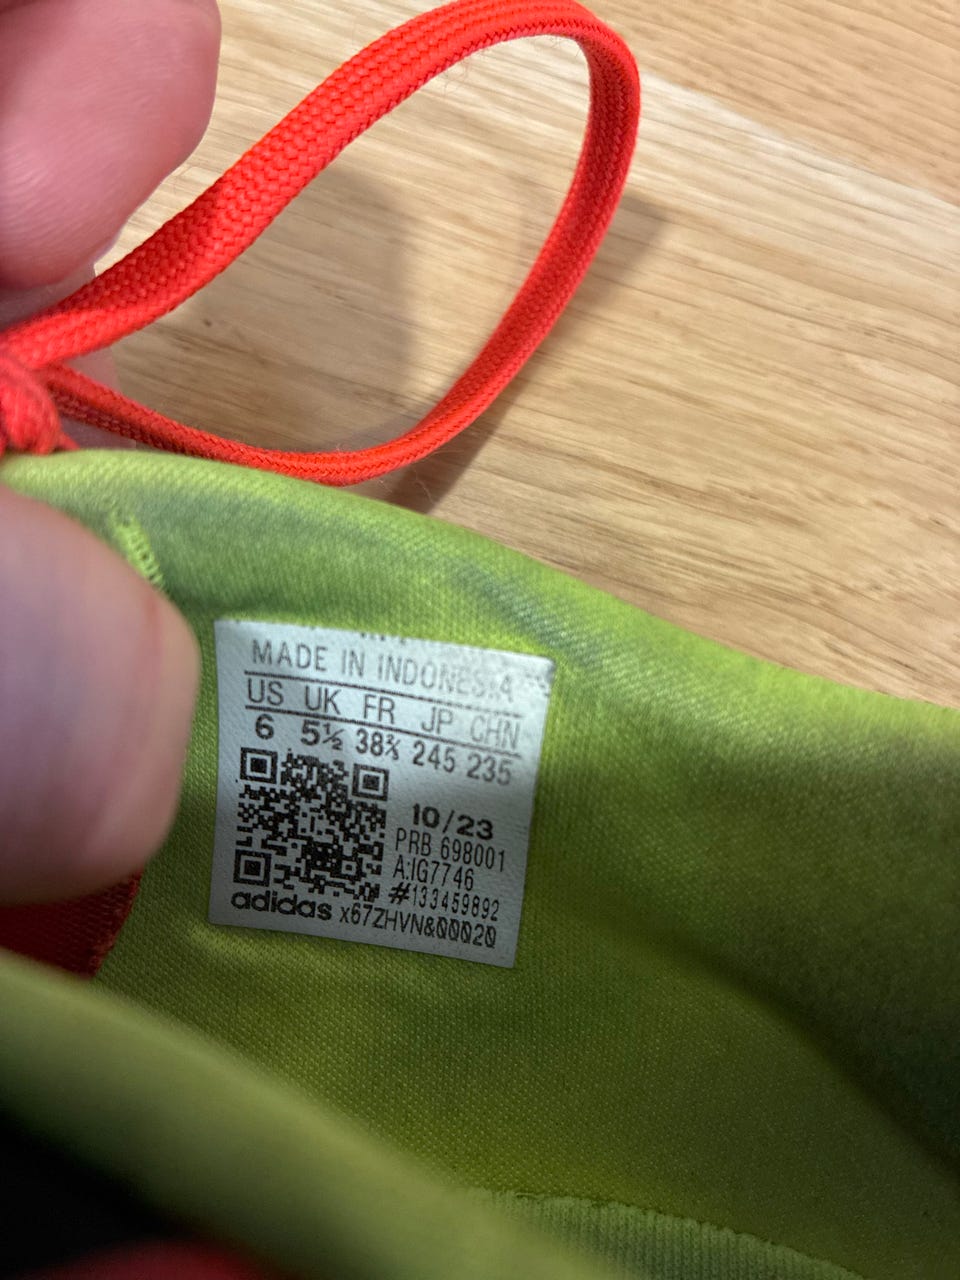 MADE IN INDONESIA
US UK FR JP CHN
6 5½ 38⅔ 245 235
10/23
PRB 698001
A:IG7746
#133459892
adidas x67ZHVN&00020